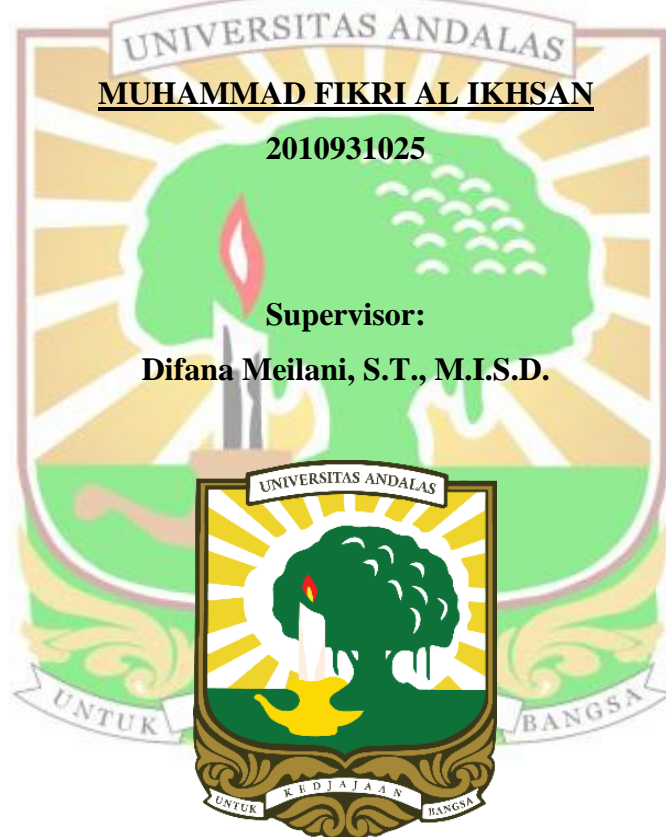 UNIVERSITAS ANDALAS
MUHAMMAD FIKRI AL IKHSAN
2010931025
Supervisor:
Difana Meilani, S.T., M.I.S.D.
UNIVERSITAS ANDALAS
UNTUK
BANGSA
UNTUK KEDJAJAAN BANGSA